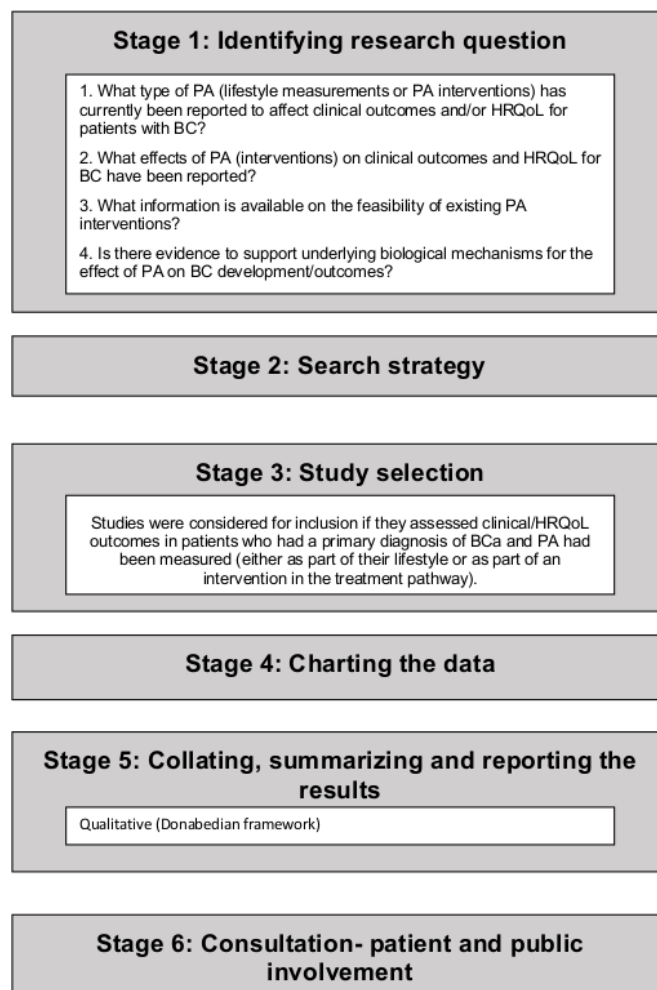 Stage 1: Identifying research question
1. What type of PA (lifestyle measurements or PA interventions) has
currently been reported to affect clinical outcomes and/or HRQoL for
patients with BC?
2. What effects of PA (interventions) on clinical outcomes and HRQoL for
BC have been reported?
3. What information is available on the feasibility of existing PA
interventions?
4. Is there evidence to support underlying biological mechanisms for the
effect of PA on BC development/outcomes?
Stage 2: Search strategy
Stage 3: Study selection
Studies were considered for inclusion if they assessed clinical/HRQoL
outcomes in patients who had a primary diagnosis of BCa and PA had
been measured (either as part of their lifestyle or as part of an
intervention in the treatment pathway).
Stage 4: Charting the data
Stage 5: Collating, summarizing and reporting the
results
Qualitative (Donabedian framework)
Stage 6: Consultation- patient and public
involvement